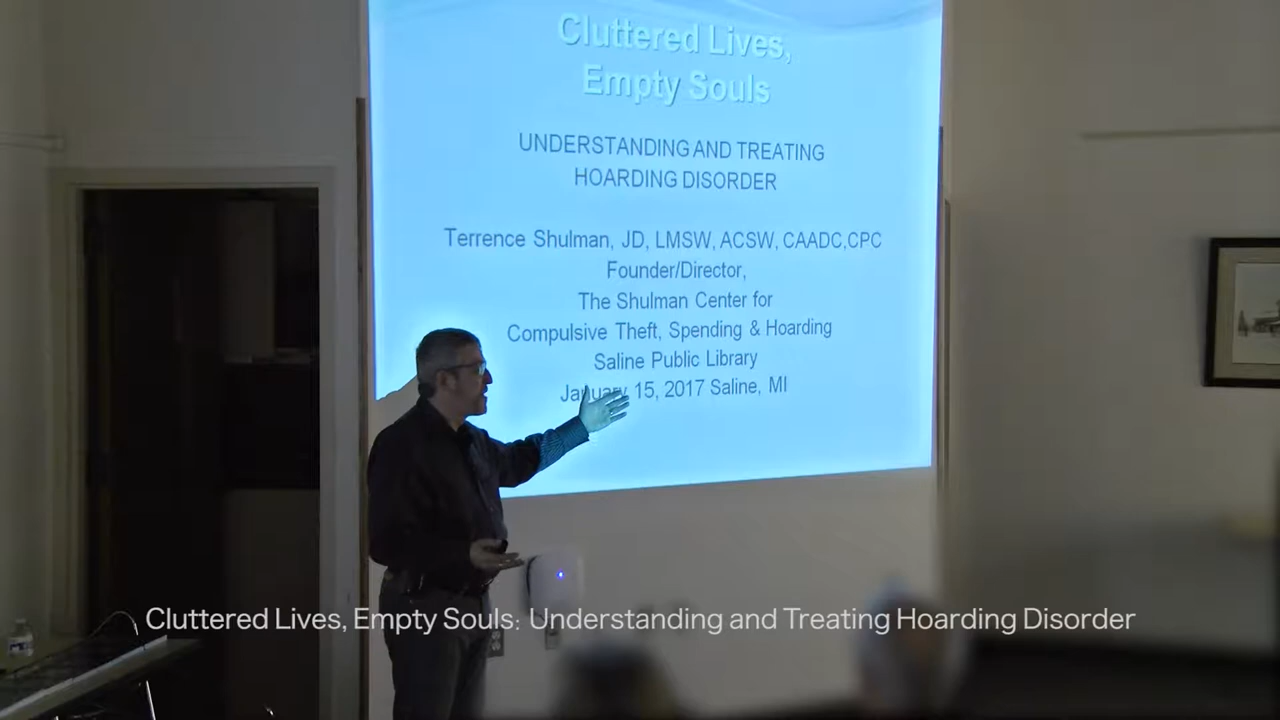 Cluttered Lives,
Empty Souls
UNDERSTANDING AND TREATING
HOARDING DISORDER
Terrence Shulman, JD, LMSW, ACSW, CAADC,CPC
Founder/Director,
The Shulman Center for
Compulsive Theft, Spending & Hoarding
Saline Public Library
January 15, 2017 Saline, MI
Cluttered Lives, Empty Souls: Understanding and Treating Hoarding Disorder